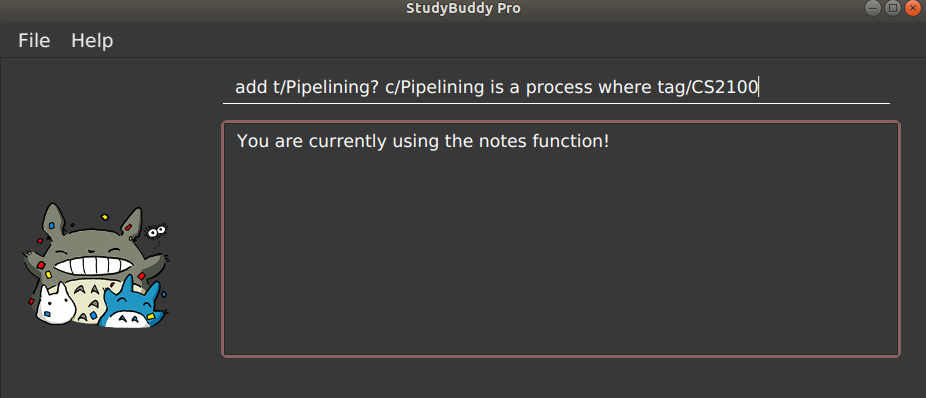 StudyBuddy Pro
File Help
add t/Pipelining? c/Pipelining is a process where tag/CS2100
You are currently using the notes function!